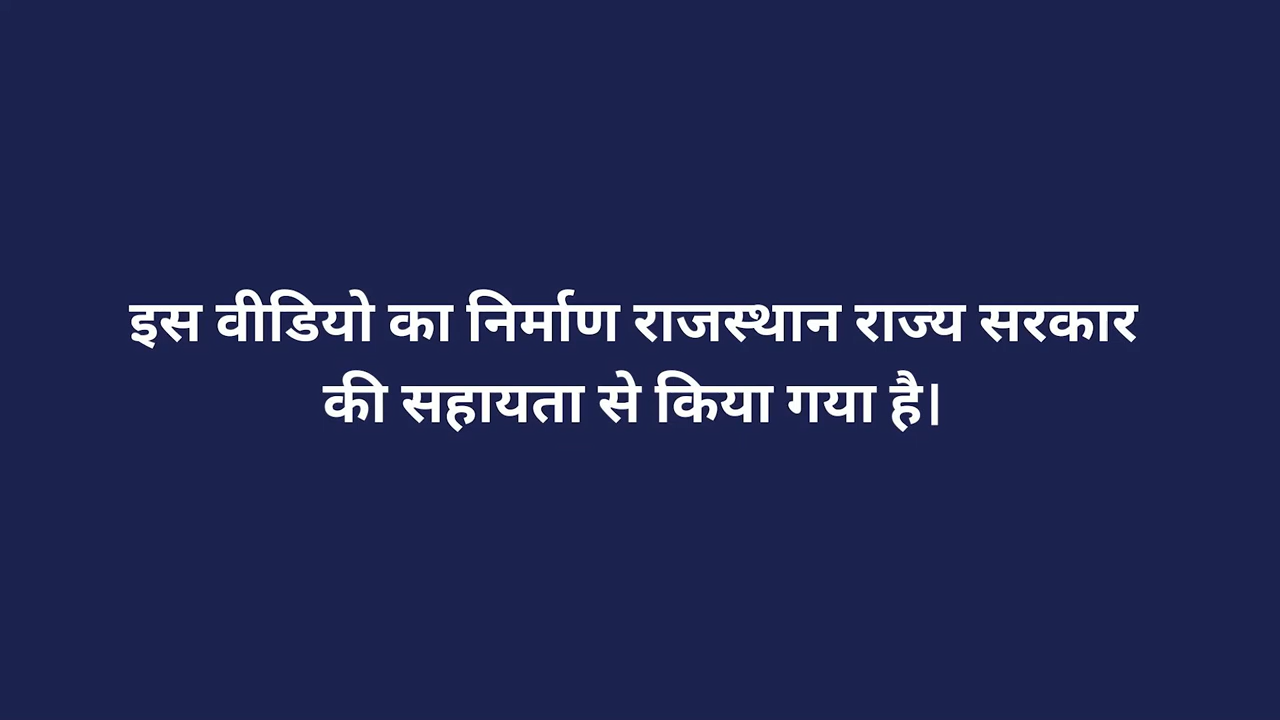 इस वीडियो का निर्माण राजस्थान राज्य सरकार
की सहायता से किया गया है।